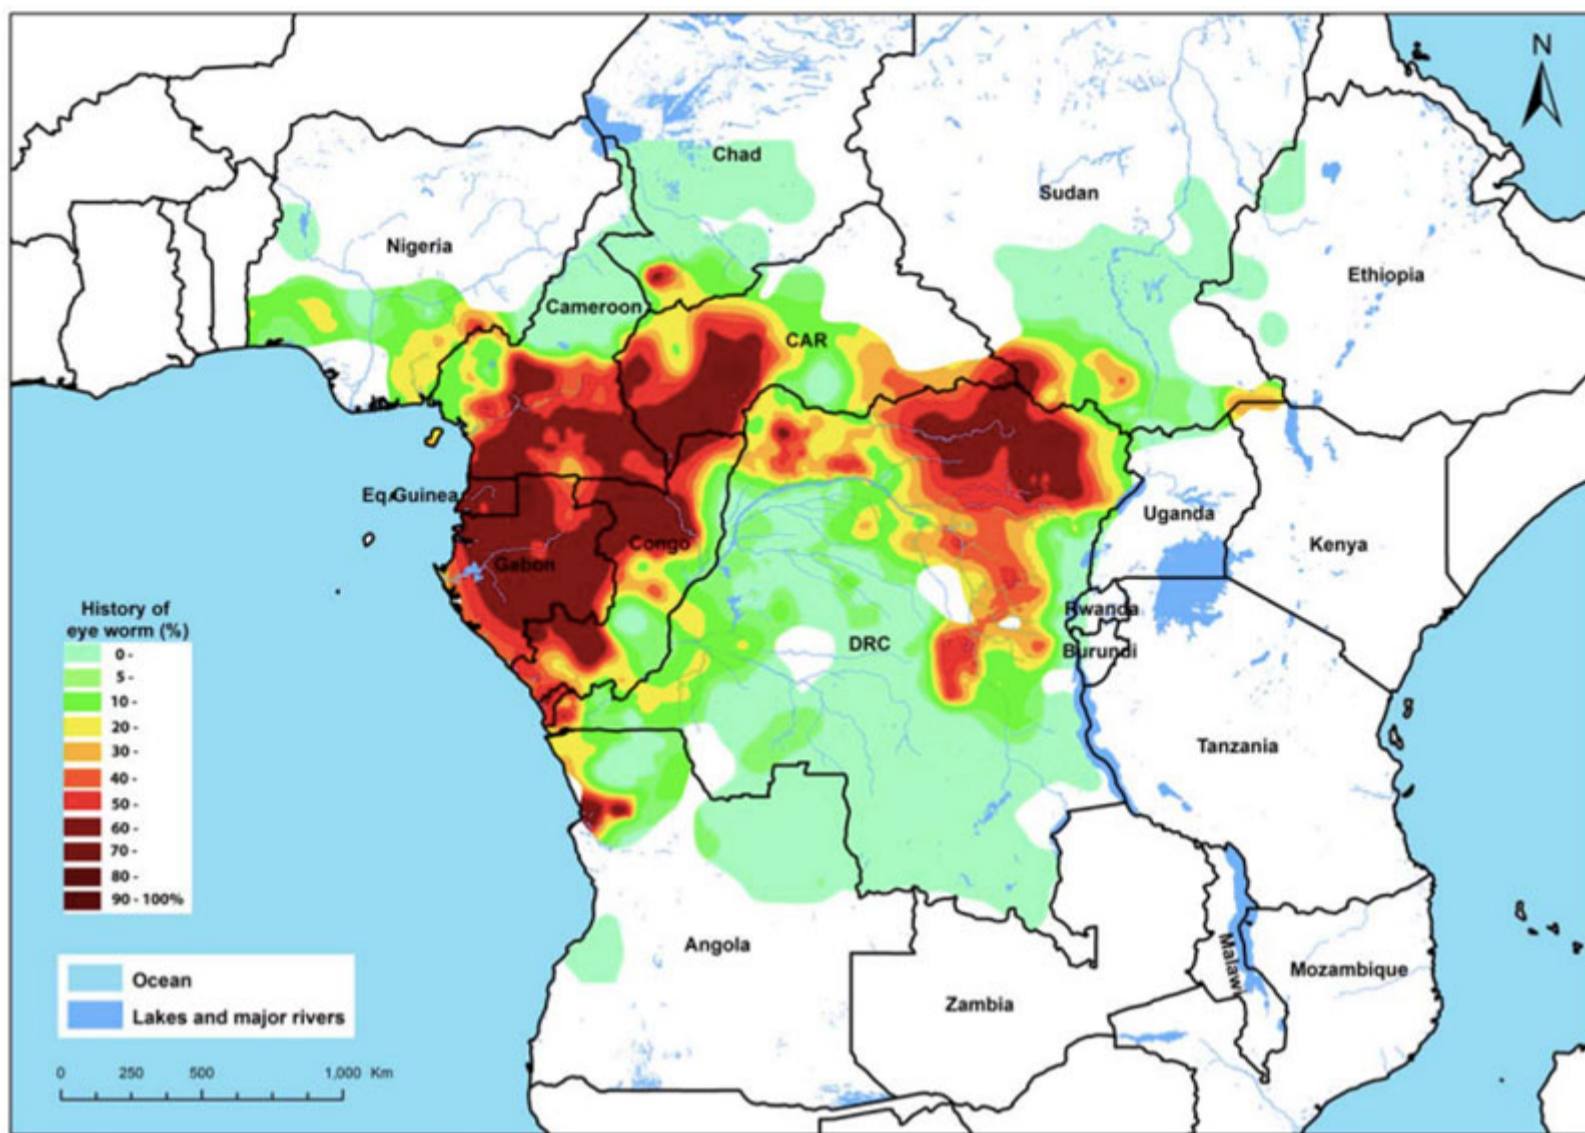 N
Chad
Sudan
Nigeria
Ethiopia
Cameroon
CAR
Eq.Guinea
Uganda
Congo
Kenya
Gabon
Rwanda
DRC
Burundi
Tanzania
Angola
Malawi
Mozambique
Zambia
History of
eye worm (%)
0 -
5 -
10 -
20 -
30 -
40 -
50 -
60 -
70 -
80 -
90 - 100%
Ocean
Lakes and major rivers
0 250 500 1,000 Km